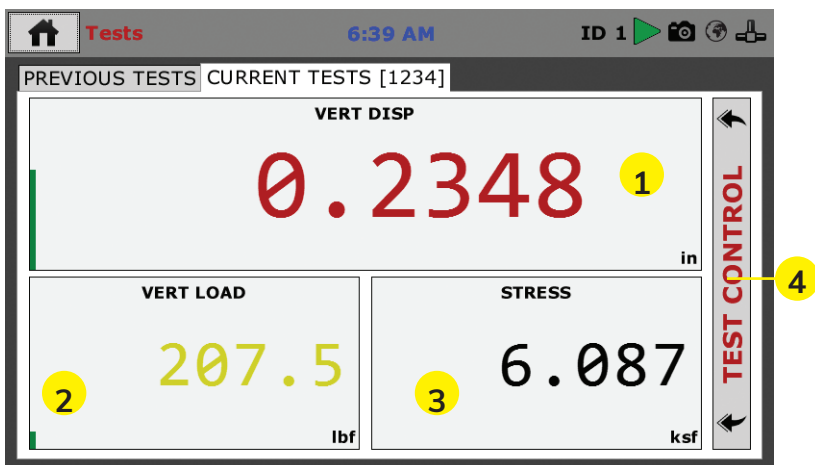 Tests 6:39 AM ID 1
PREVIOUS TESTS CURRENT TESTS [1234]
VERT DISP
0.2348 1
in
TEST CONTROL
4
VERT LOAD
207.5
2
lbf
STRESS
6.087
3
ksf